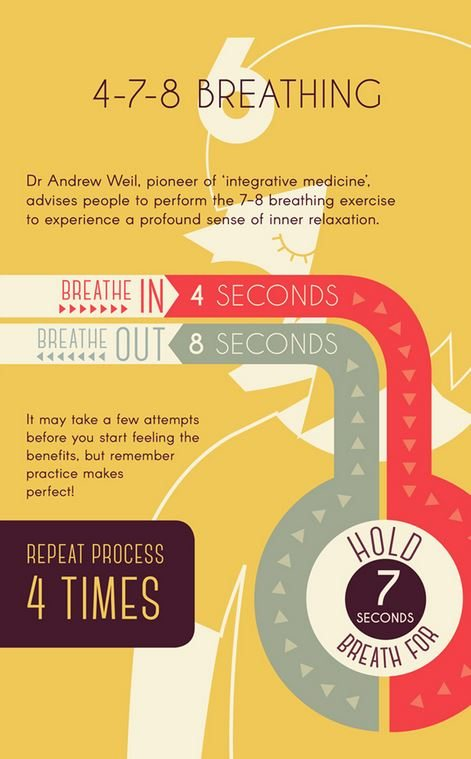 6
4-7-8 BREATHING
Dr Andrew Weil, pioneer of ‘integrative medicine’,
advises people to perform the 7-8 breathing exercise
to experience a profound sense of inner relaxation.
BREATHE IN 4 SECONDS
BREATHE OUT 8 SECONDS
It may take a few attempts
before you start feeling the
benefits, but remember
practice makes
perfect!
REPEAT PROCESS
4 TIMES
HOLD
7
SECONDS
BREATH FOR